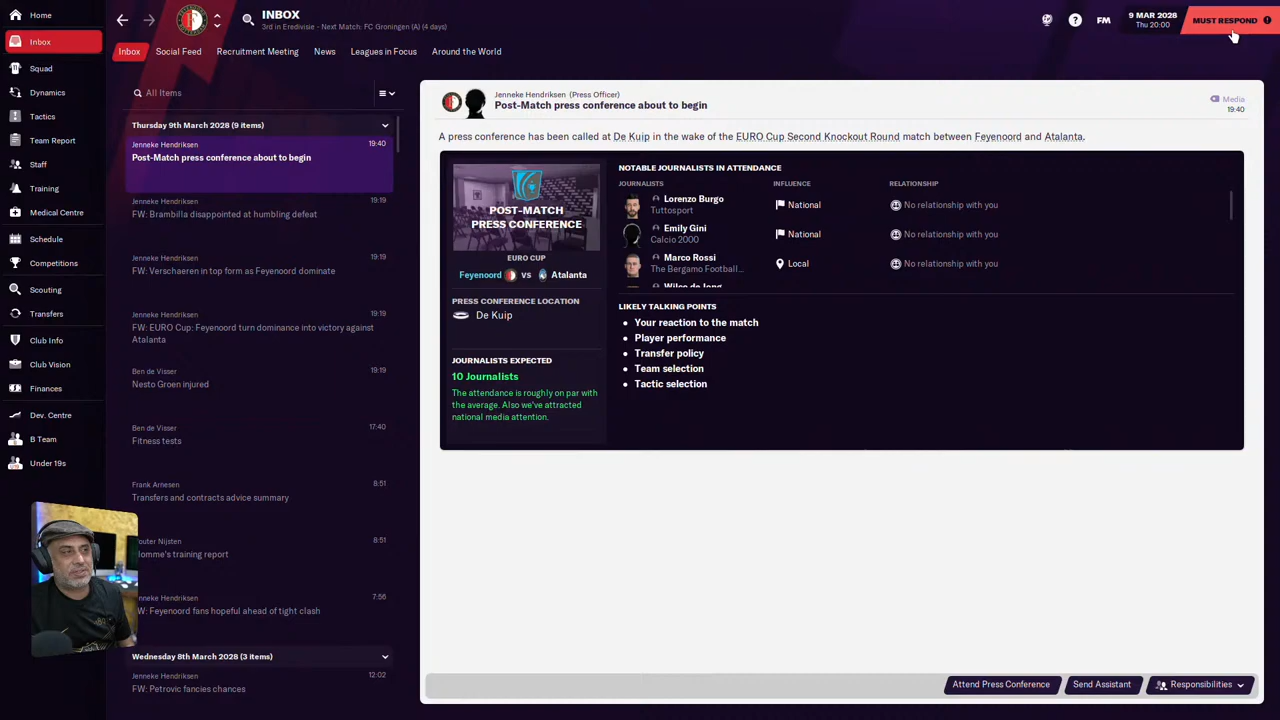 Home
Inbox
Squad
Dynamics
Tactics
Team Report
Staff
Training
Medical Centre
Schedule
Competitions
Scouting
Transfers
Club Info
Club Vision
Finances
Dev. Centre
B Team
Under 19s
INBOX
3rd in Eredivisie - Next Match: FC Groningen (A) (4 days)
FM
9 MAR 2028
Thu 20:00
MUST RESPOND
Inbox
Social Feed
Recruitment Meeting
News
Leagues in Focus
Around the World
All Items
Thursday 9th March 2028 (9 items)
Jenneke Hendriksen 19:40
Post-Match press conference about to begin
Jenneke Hendriksen 19:19
FW: Brambilla disappointed at humbling defeat
Jenneke Hendriksen 19:19
FW: Verschaeren in top form as Feyenoord dominate
Jenneke Hendriksen 19:19
FW: EURO Cup: Feyenoord turn dominance into victory against
Atalanta
Ben de Visser 19:19
Nesto Groen injured
Ben de Visser 17:40
Fitness tests
Frank Arnesen 8:51
Transfers and contracts advice summary
outer Nijsten 8:51
lomme's training report
nneke Hendriksen 7:56
W: Feyenoord fans hopeful ahead of tight clash
Wednesday 8th March 2028 (3 items)
Jenneke Hendriksen 12:02
FW: Petrovic fancies chances
Jenneke Hendriksen (Press Officer)
Post-Match press conference about to begin
Media
19:40
A press conference has been called at De Kuip in the wake of the EURO Cup Second Knockout Round match between Feyenoord and Atalanta.
POST-MATCH
PRESS CONFERENCE
EURO CUP
Feyenoord vs Atalanta
PRESS CONFERENCE LOCATION
De Kuip
JOURNALISTS EXPECTED
10 Journalists
The attendance is roughly on par with
the average. Also we've attracted
national media attention.
NOTABLE JOURNALISTS IN ATTENDANCE
JOURNALISTS INFLUENCE RELATIONSHIP
Lorenzo Burgo
Tuttosport
National
No relationship with you
Emily Gini
Calcio 2000
National
No relationship with you
Marco Rossi
The Bergamo Football...
Local
No relationship with you
Wilco de Jong
LIKELY TALKING POINTS
Your reaction to the match
Player performance
Transfer policy
Team selection
Tactic selection
Attend Press Conference
Send Assistant
Responsibilities